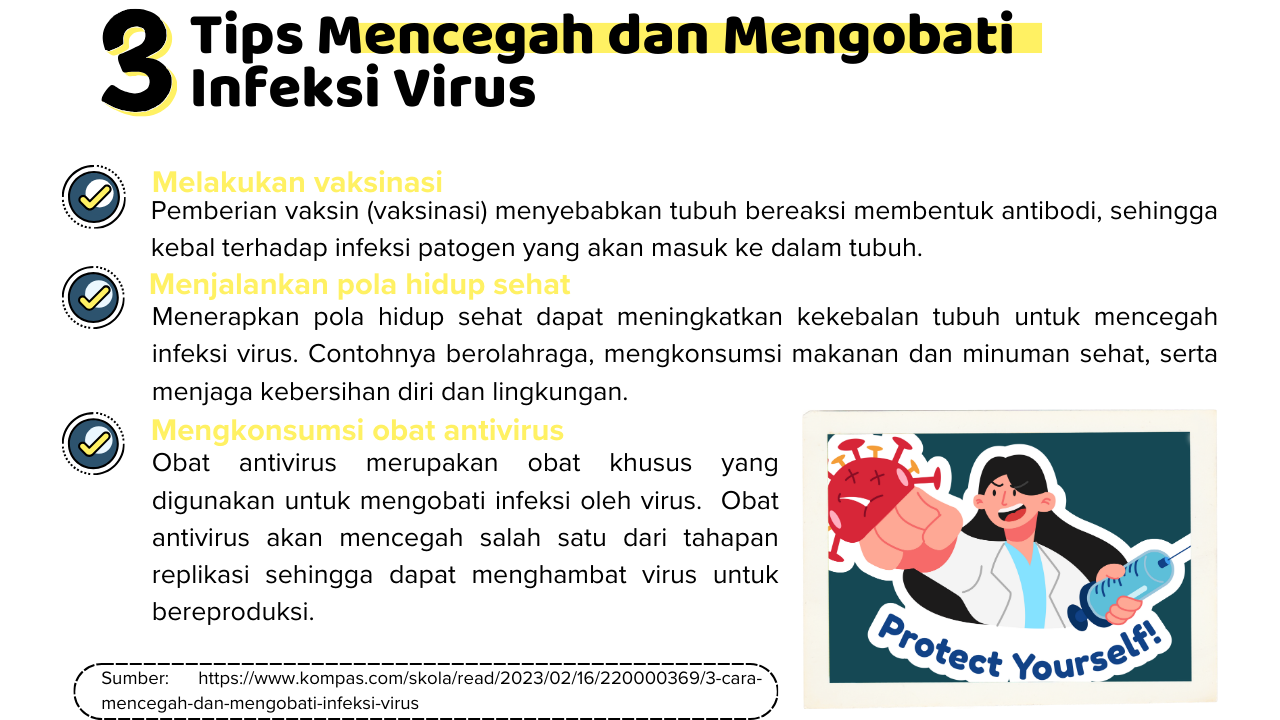 3 Tips Mencegah dan Mengobati
Infeksi Virus
Melakukan vaksinasi
Pemberian vaksin (vaksinasi) menyebabkan tubuh bereaksi membentuk antibodi, sehingga
kebal terhadap infeksi patogen yang akan masuk ke dalam tubuh.
Menjalankan pola hidup sehat
Menerapkan pola hidup sehat dapat meningkatkan kekebalan tubuh untuk mencegah
infeksi virus. Contohnya berolahraga, mengkonsumsi makanan dan minuman sehat, serta
menjaga kebersihan diri dan lingkungan.
Mengkonsumsi obat antivirus
Obat antivirus merupakan obat khusus yang
digunakan untuk mengobati infeksi oleh virus. Obat
antivirus akan mencegah salah satu dari tahapan
replikasi sehingga dapat menghambat virus untuk
bereproduksi.
Protect Yourself!
Sumber: https://www.kompas.com/skola/read/2023/02/16/220000369/3-cara-
mencegah-dan-mengobati-infeksi-virus